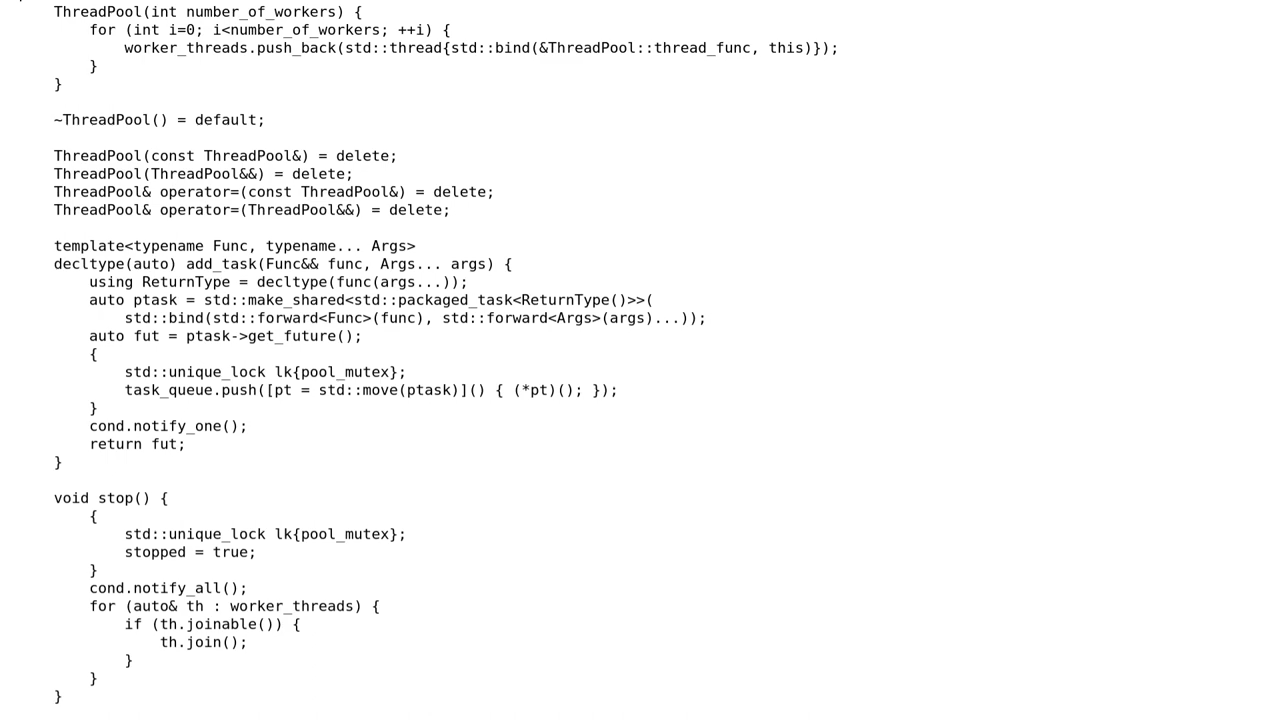 ThreadPool(int number_of_workers) {
    for (int i=0; i<number_of_workers; ++i) {
        worker_threads.push_back(std::thread{std::bind(&ThreadPool::thread_func, this)});
    }
}

~ThreadPool() = default;

ThreadPool(const ThreadPool&) = delete;
ThreadPool(ThreadPool&&) = delete;
ThreadPool& operator=(const ThreadPool&) = delete;
ThreadPool& operator=(ThreadPool&&) = delete;

template<typename Func, typename... Args>
decltype(auto) add_task(Func&& func, Args... args) {
    using ReturnType = decltype(func(args...));
    auto ptask = std::make_shared<std::packaged_task<ReturnType()>>(
        std::bind(std::forward<Func>(func), std::forward<Args>(args)...));
    auto fut = ptask->get_future();
    {
        std::unique_lock lk{pool_mutex};
        task_queue.push([pt = std::move(ptask)]() { (*pt)(); });
    }
    cond.notify_one();
    return fut;
}

void stop() {
    {
        std::unique_lock lk{pool_mutex};
        stopped = true;
    }
    cond.notify_all();
    for (auto& th : worker_threads) {
        if (th.joinable()) {
            th.join();
        }
    }
}